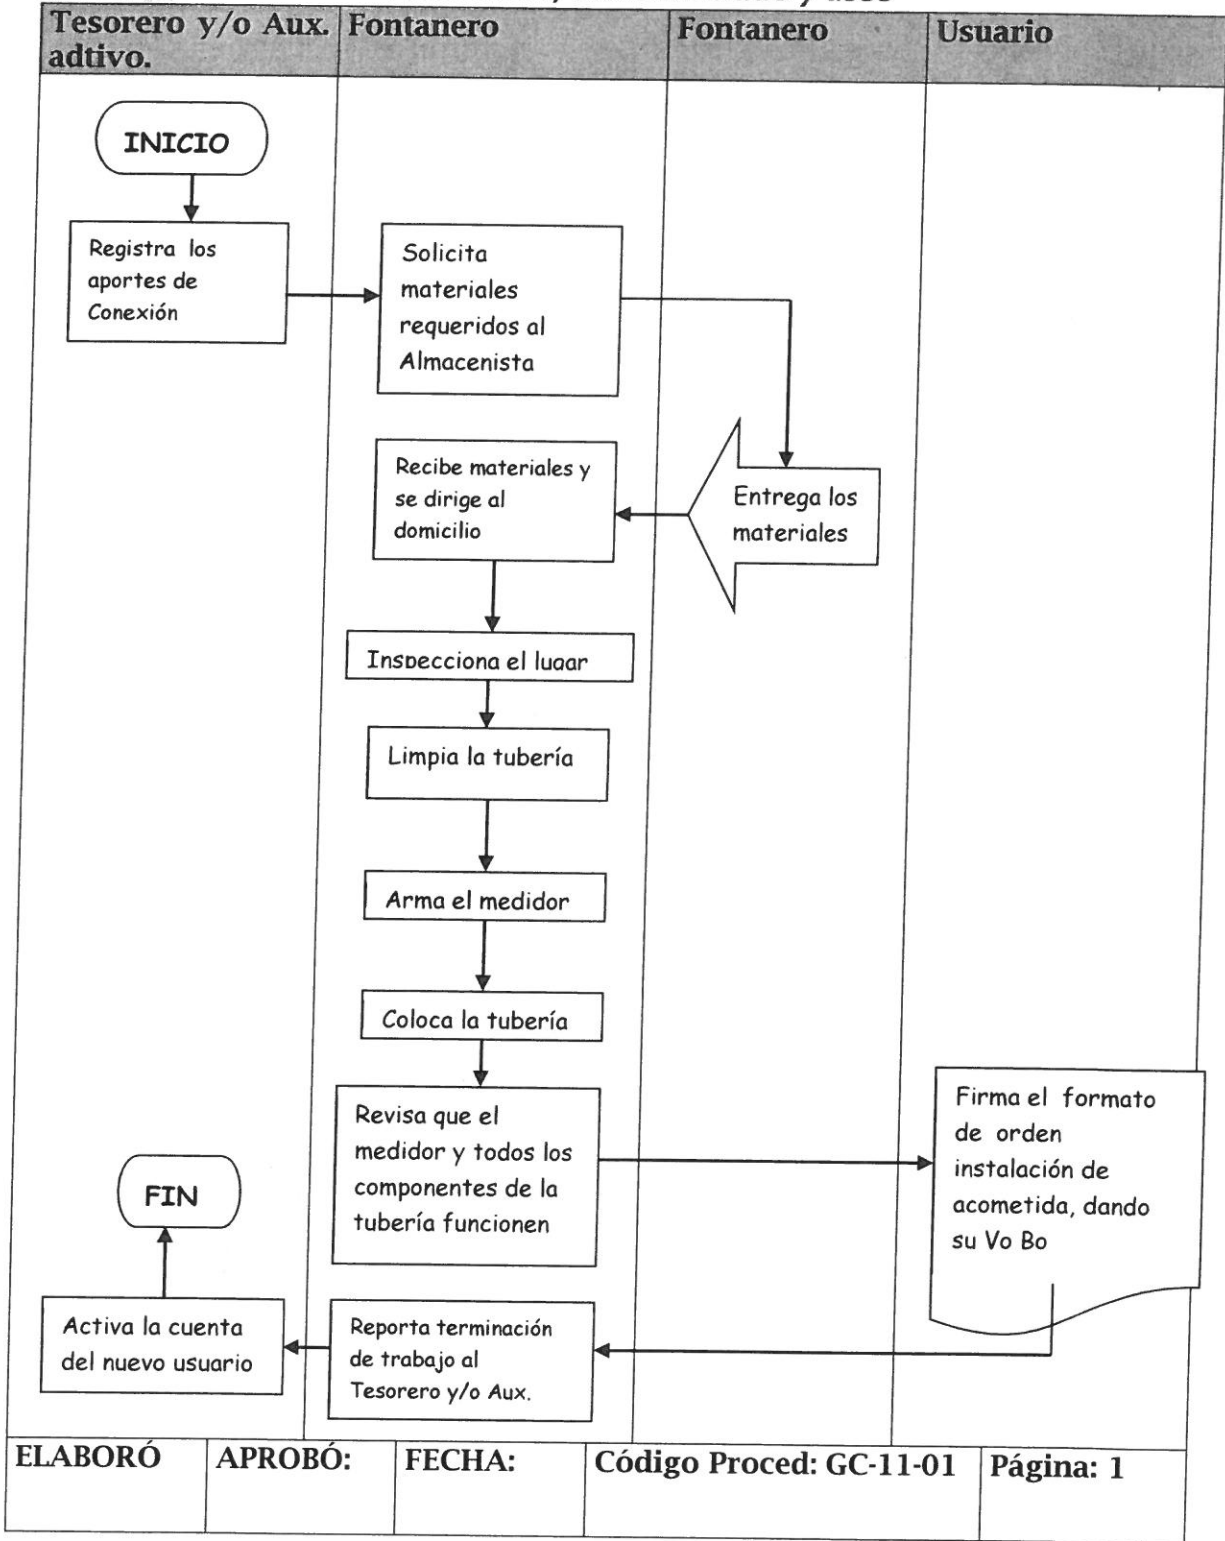 Tesorero y/o Aux.
adtivo.
Fontanero
Fontanero
Usuario
INICIO
Registra los
aportes de
Conexión
Solicita
materiales
requeridos al
Almacenista
Recibe materiales y
se dirige al
domicilio
Entrega los
materiales
Inspecciona el lugar
Limpia la tubería
Arma el medidor
Coloca la tubería
Revisa que el
medidor y todos los
componentes de la
tubería funcionen
Firma el formato
de orden
instalación de
acometida, dando
su Vo Bo
FIN
Activa la cuenta
del nuevo usuario
Reporta terminación
de trabajo al
Tesorero y/o Aux.
ELABORÓ
APROBÓ:
FECHA:
Código Proced: GC-11-01
Página: 1